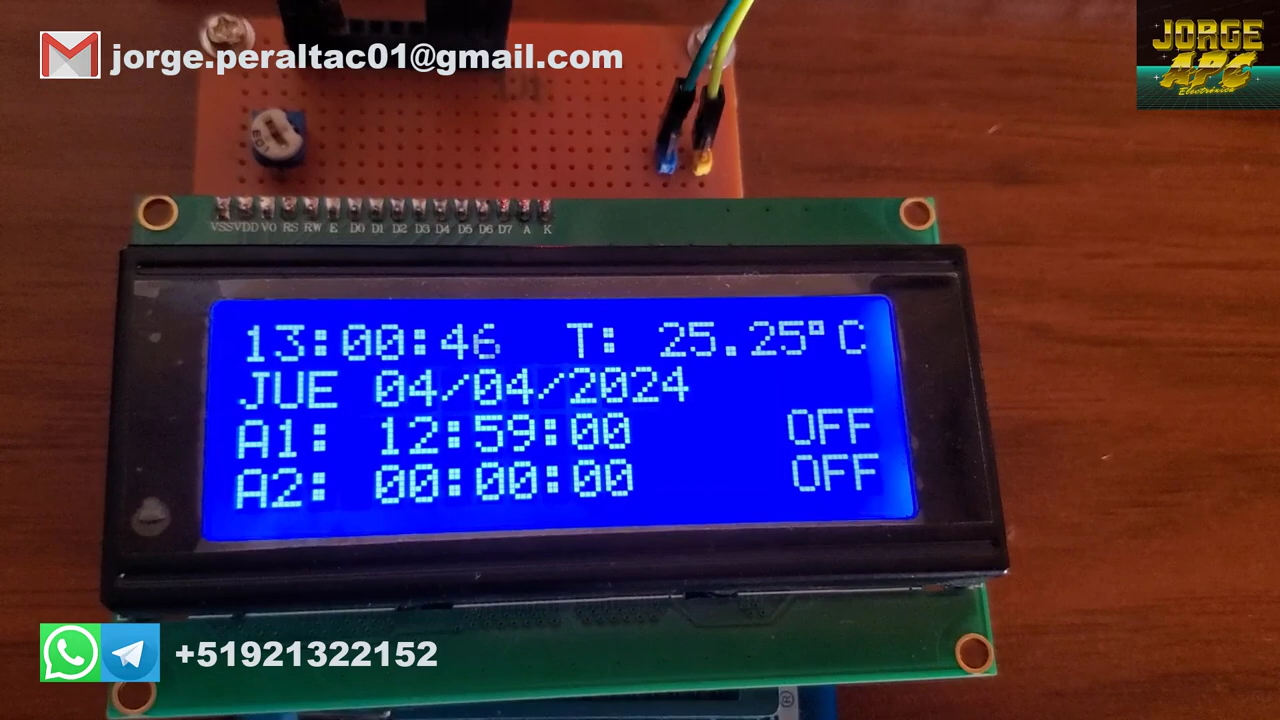 jorge.peraltac01@gmail.com
JORGE
APC
Electrónica
VSS VDD VO RS RW E D0 D1 D2 D3 D4 D5 D6 D7 A K
13:00:46 T: 25.25°C
JUE 04/04/2024
A1: 12:59:00 OFF
A2: 00:00:00 OFF
+51921322152